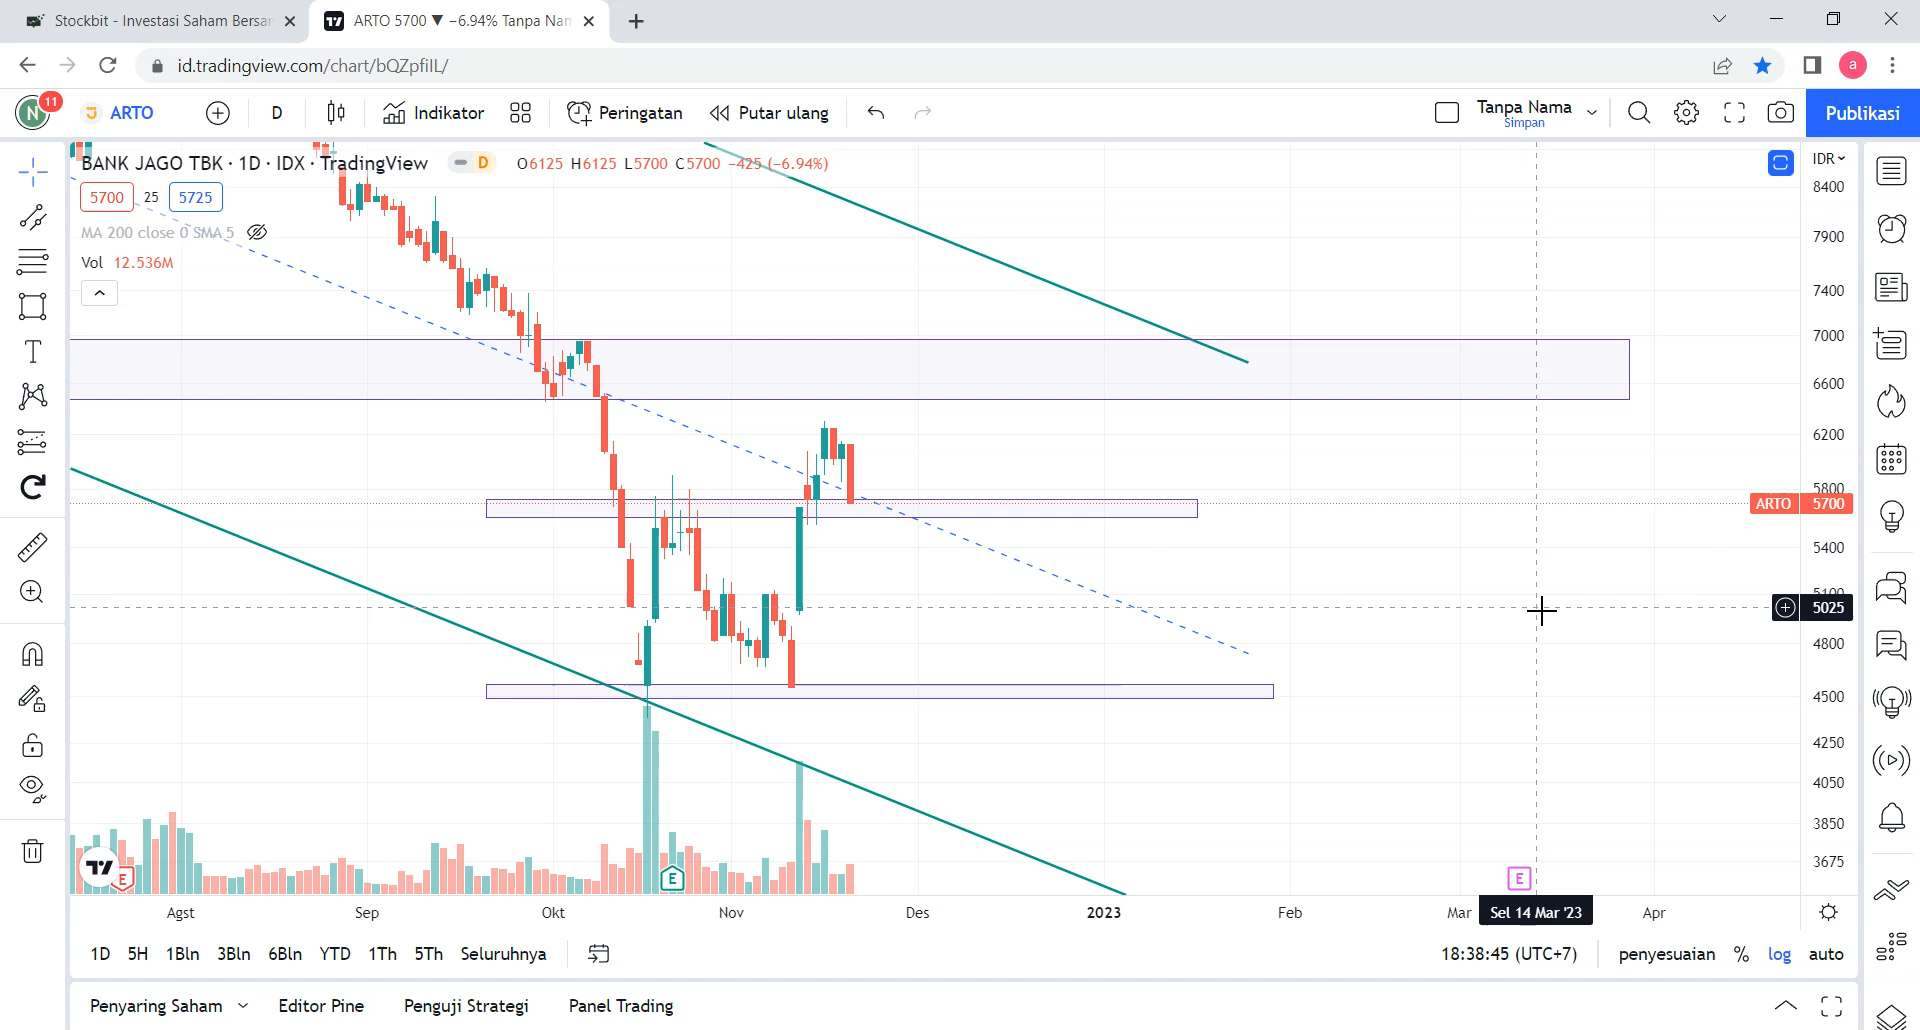 Stockbit - Investasi Saham Bersar
ARTO 5700 ▼ −6.94% Tanpa Nam
id.tradingview.com/chart/bQZpfiIL/
N
11
ARTO
D
Indikator
Peringatan
Putar ulang
Tanpa Nama
Simpan
Publikasi
a
BANK JAGO TBK · 1D · IDX · TradingView
D
O6125 H6125 L5700 C5700 −425 (−6.94%)
5700 25 5725
MA 200 close 0 SMA 5
Vol 12.536M
IDR
8400
7900
7400
7000
6600
6200
5800
ARTO 5700
5400
5100
5025
4800
4500
4250
4050
3850
3675
E
E
E
Agst Sep Okt Nov Des 2023 Feb Mar Sel 14 Mar '23 Apr
1D 5H 1Bln 3Bln 6Bln YTD 1Th 5Th Seluruhnya
18:38:45 (UTC+7)
penyesuaian % log auto
Penyaring Saham Editor Pine Penguji Strategi Panel Trading